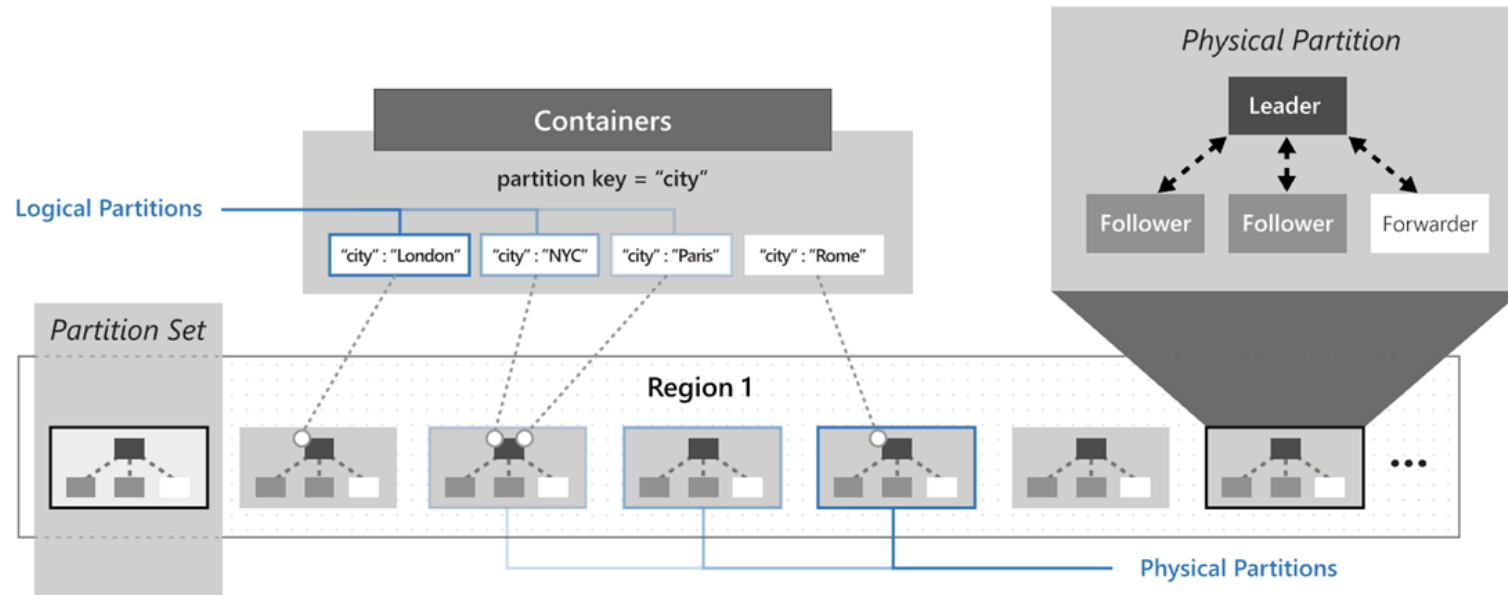 Physical Partition
Leader
Follower
Follower
Forwarder
Containers
partition key = “city”
Logical Partitions
“city” : ”London”
“city” : ”NYC”
“city” : ”Paris”
“city” : ”Rome”
Partition Set
Region 1
...
Physical Partitions